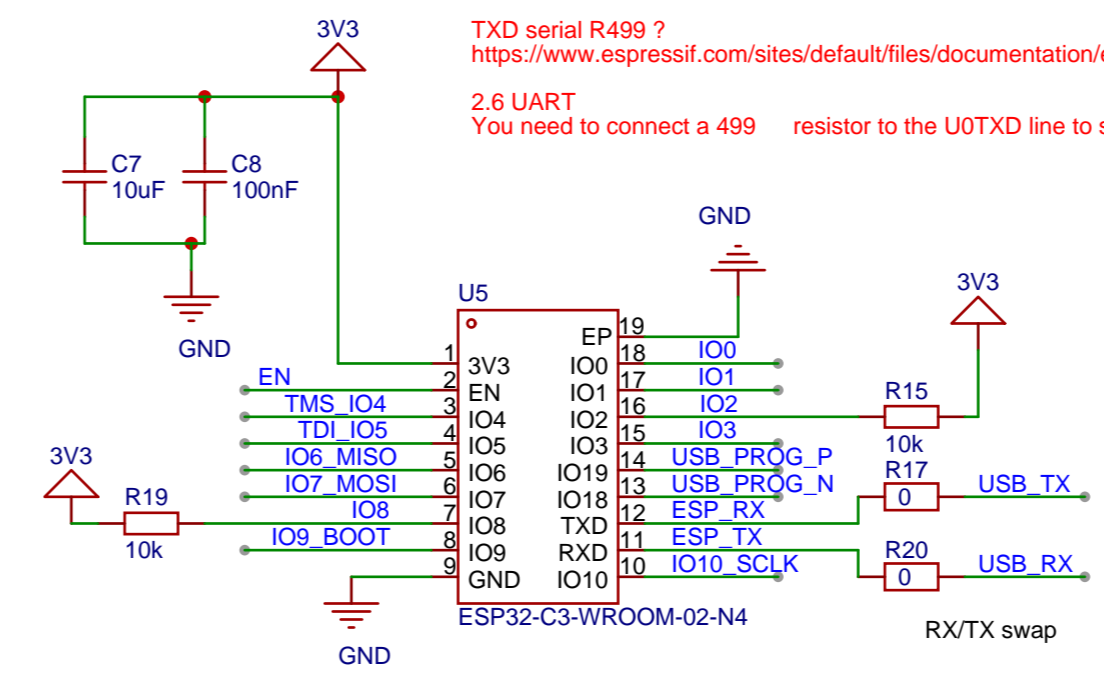 TXD serial R499 ?
https://www.espressif.com/sites/default/files/documentation/
2.6 UART
You need to connect a 499 resistor to the U0TXD line to
3V3
C7
10uF
C8
100nF
GND
GND
3V3
U5
EP
19
1
3V3
IO0
18
IO0
EN
2
EN
IO1
17
IO1
TMS_IO4
3
IO4
IO2
16
IO2
R15
10k
TDI_IO5
4
IO5
IO3
15
IO3
3V3
IO6_MISO
5
IO6
IO19
14
USB_PROG_P
R17
0
USB_TX
IO7_MOSI
6
IO7
IO18
13
USB_PROG_N
R19
10k
IO8
7
IO8
TXD
12
ESP_RX
IO9_BOOT
8
IO9
RXD
11
ESP_TX
R20
0
USB_RX
9
GND
IO10
10
IO10_SCLK
ESP32-C3-WROOM-02-N4
GND
RX/TX swap